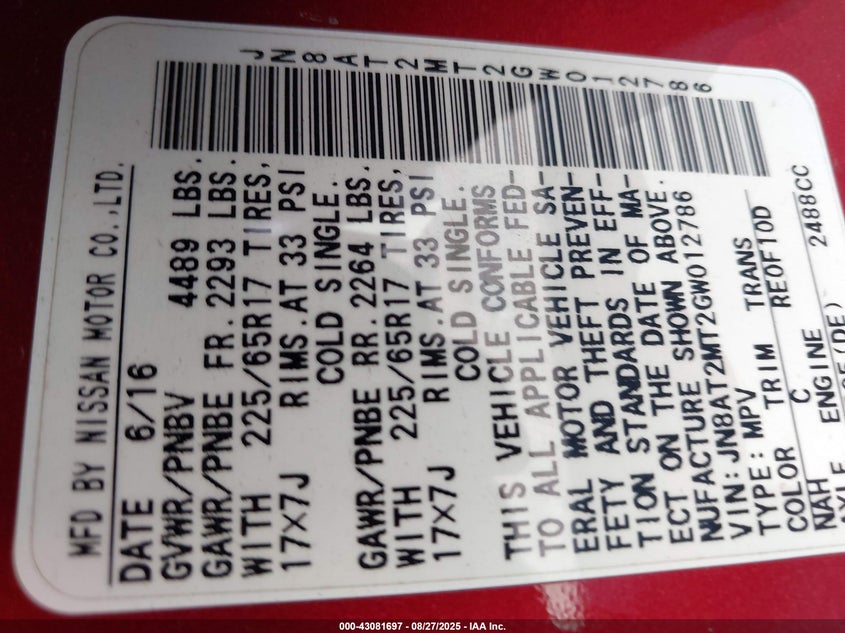 JN8AT2MT2GW012786
MFD BY NISSAN MOTOR CO.,LTD.
DATE 6/16
GVWR/PNBV 4489 LBS.
GAWR/PNBE FR. 2293 LBS.
WITH 225/65R17 TIRES,
17×7J RIMS.AT 33 PSI
COLD SINGLE.
GAWR/PNBE RR. 2264 LBS.
WITH 225/65R17 TIRES,
17×7J RIMS.AT 33 PSI
COLD SINGLE.
THIS VEHICLE CONFORMS
TO ALL APPLICABLE FED-
ERAL MOTOR VEHICLE SA-
FETY AND THEFT PREVEN-
TION STANDARDS IN EFF-
ECT ON THE DATE OF MA-
NUFACTURE SHOWN ABOVE.
VIN: JN8AT2MT2GW012786
TYPE: MPV
COLOR TRIM TRANS
NAH C RE0F10D
ENGINE 2488CC
000-43081697 - 08/27/2025 - IAA Inc.